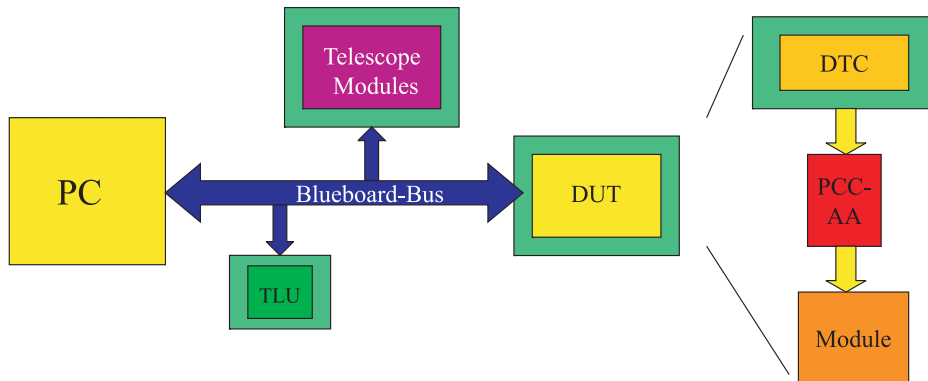 Telescope
Modules
PC
Blueboard-Bus
DUT
TLU
DTC
PCC-
AA
Module